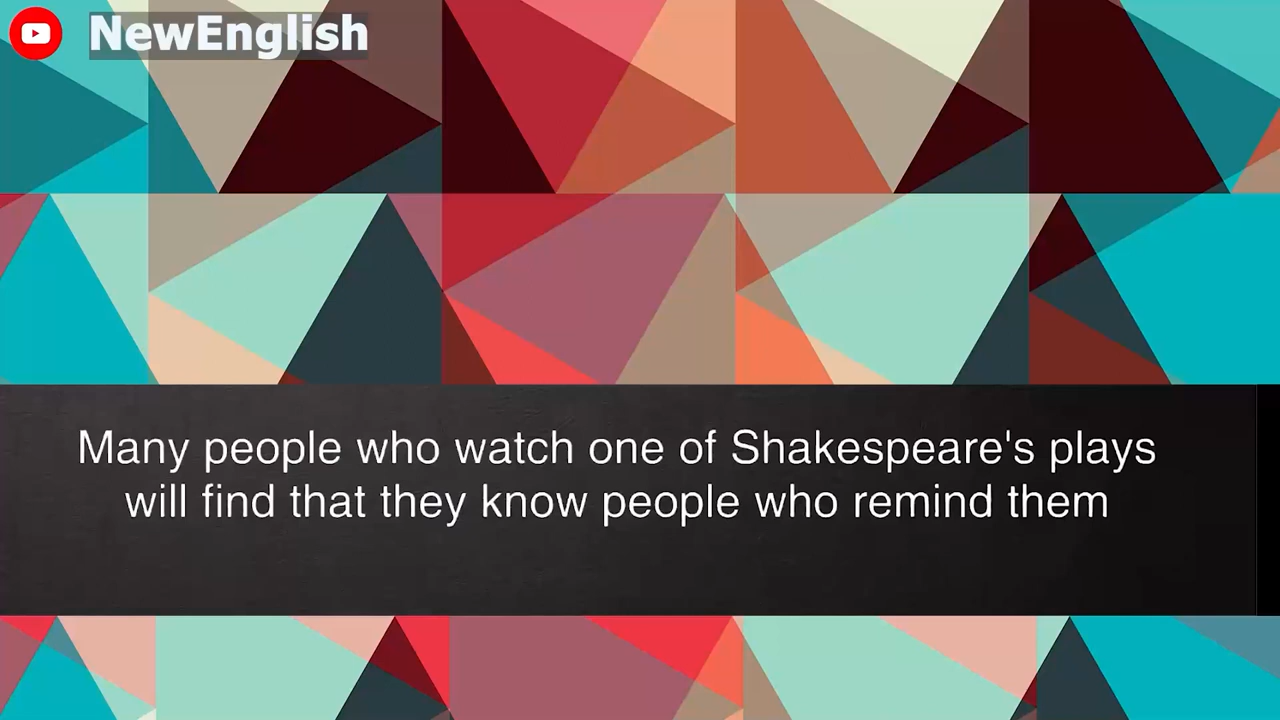 NewEnglish
Many people who watch one of Shakespeare's plays
will find that they know people who remind them